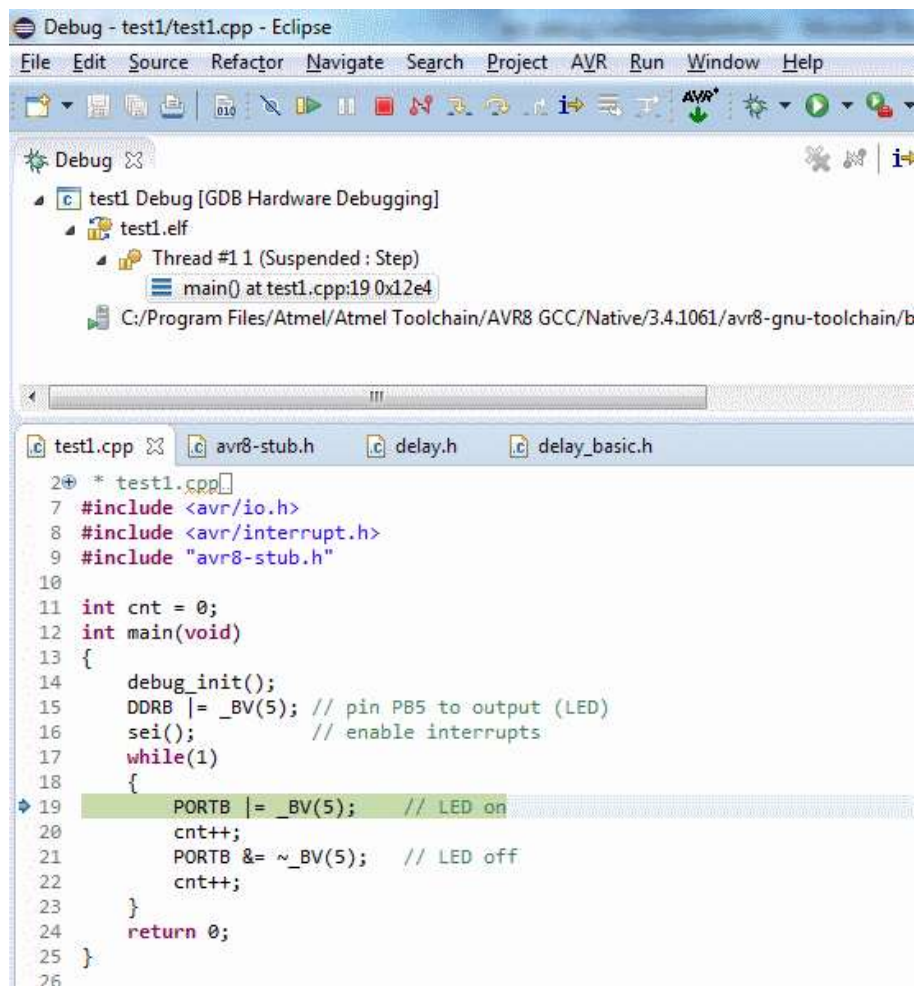 Debug - test1/test1.cpp - Eclipse
File Edit Source Refactor Navigate Search Project AVR Run Window Help
010 AVR
Debug
test1 Debug [GDB Hardware Debugging]
test1.elf
Thread #1 1 (Suspended : Step)
main() at test1.cpp:19 0x12e4
C:/Program Files/Atmel/Atmel Toolchain/AVR8 GCC/Native/3.4.1061/avr8-gnu-toolchain/b
test1.cpp avr8-stub.h delay.h delay_basic.h
2 * test1.cpp
7 #include <avr/io.h>
8 #include <avr/interrupt.h>
9 #include "avr8-stub.h"
10
11 int cnt = 0;
12 int main(void)
13 {
14 debug_init();
15 DDRB |= _BV(5); // pin PB5 to output (LED)
16 sei(); // enable interrupts
17 while(1)
18 {
19 PORTB |= _BV(5); // LED on
20 cnt++;
21 PORTB &= ~_BV(5); // LED off
22 cnt++;
23 }
24 return 0;
25 }
26